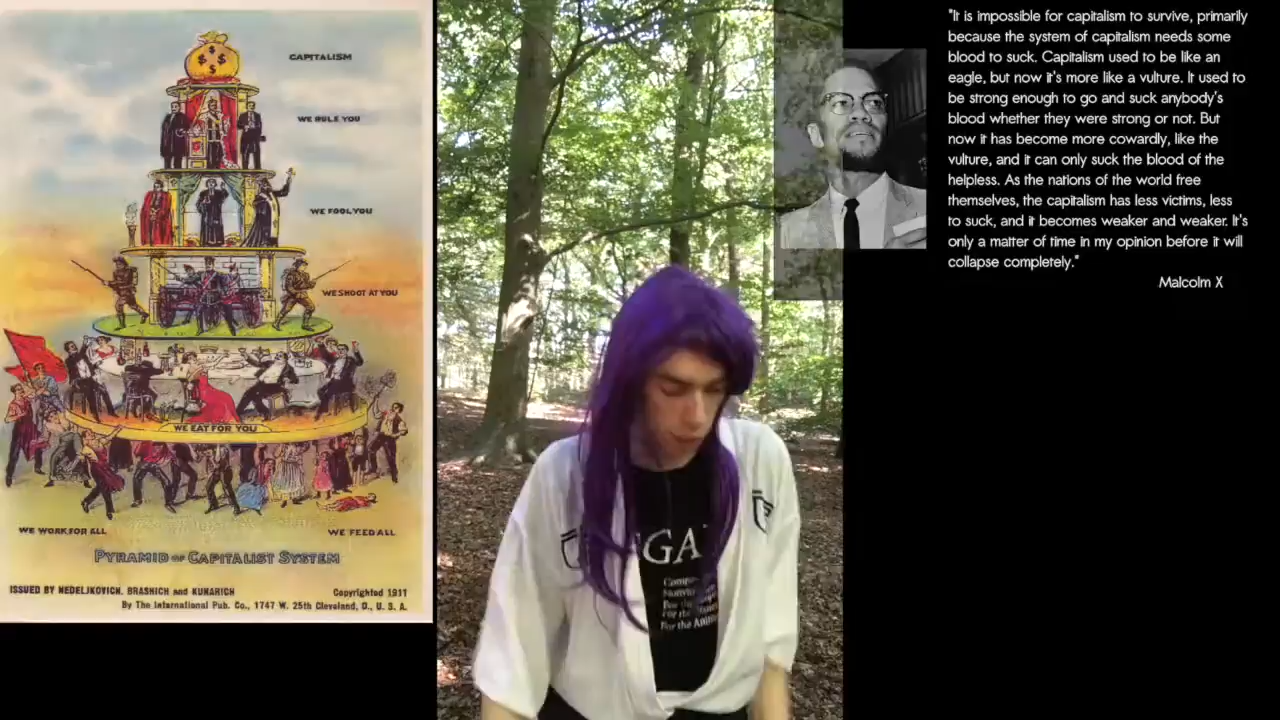 CAPITALISM
WE RULE YOU
WE FOOL YOU
WE SHOOT AT YOU
WE EAT FOR YOU
WE WORK FOR ALL
WE FEED ALL
PYRAMID OF CAPITALIST SYSTEM
ISSUED BY NEDELJKOVICH, BRASHICH and KUHARICH
Copyrighted 1911
By The International Pub. Co., 1747 W. 25th Cleveland, O., U. S. A.
GA
For the
For the
For the Anim
"It is impossible for capitalism to survive, primarily
because the system of capitalism needs some
blood to suck. Capitalism used to be like an
eagle, but now it's more like a vulture. It used to
be strong enough to go and suck anybody's
blood whether they were strong or not. But
now it has become more cowardly, like the
vulture, and it can only suck the blood of the
helpless. As the nations of the world free
themselves, the capitalism has less victims, less
to suck, and it becomes weaker and weaker. It's
only a matter of time in my opinion before it will
collapse completely."
Malcolm X